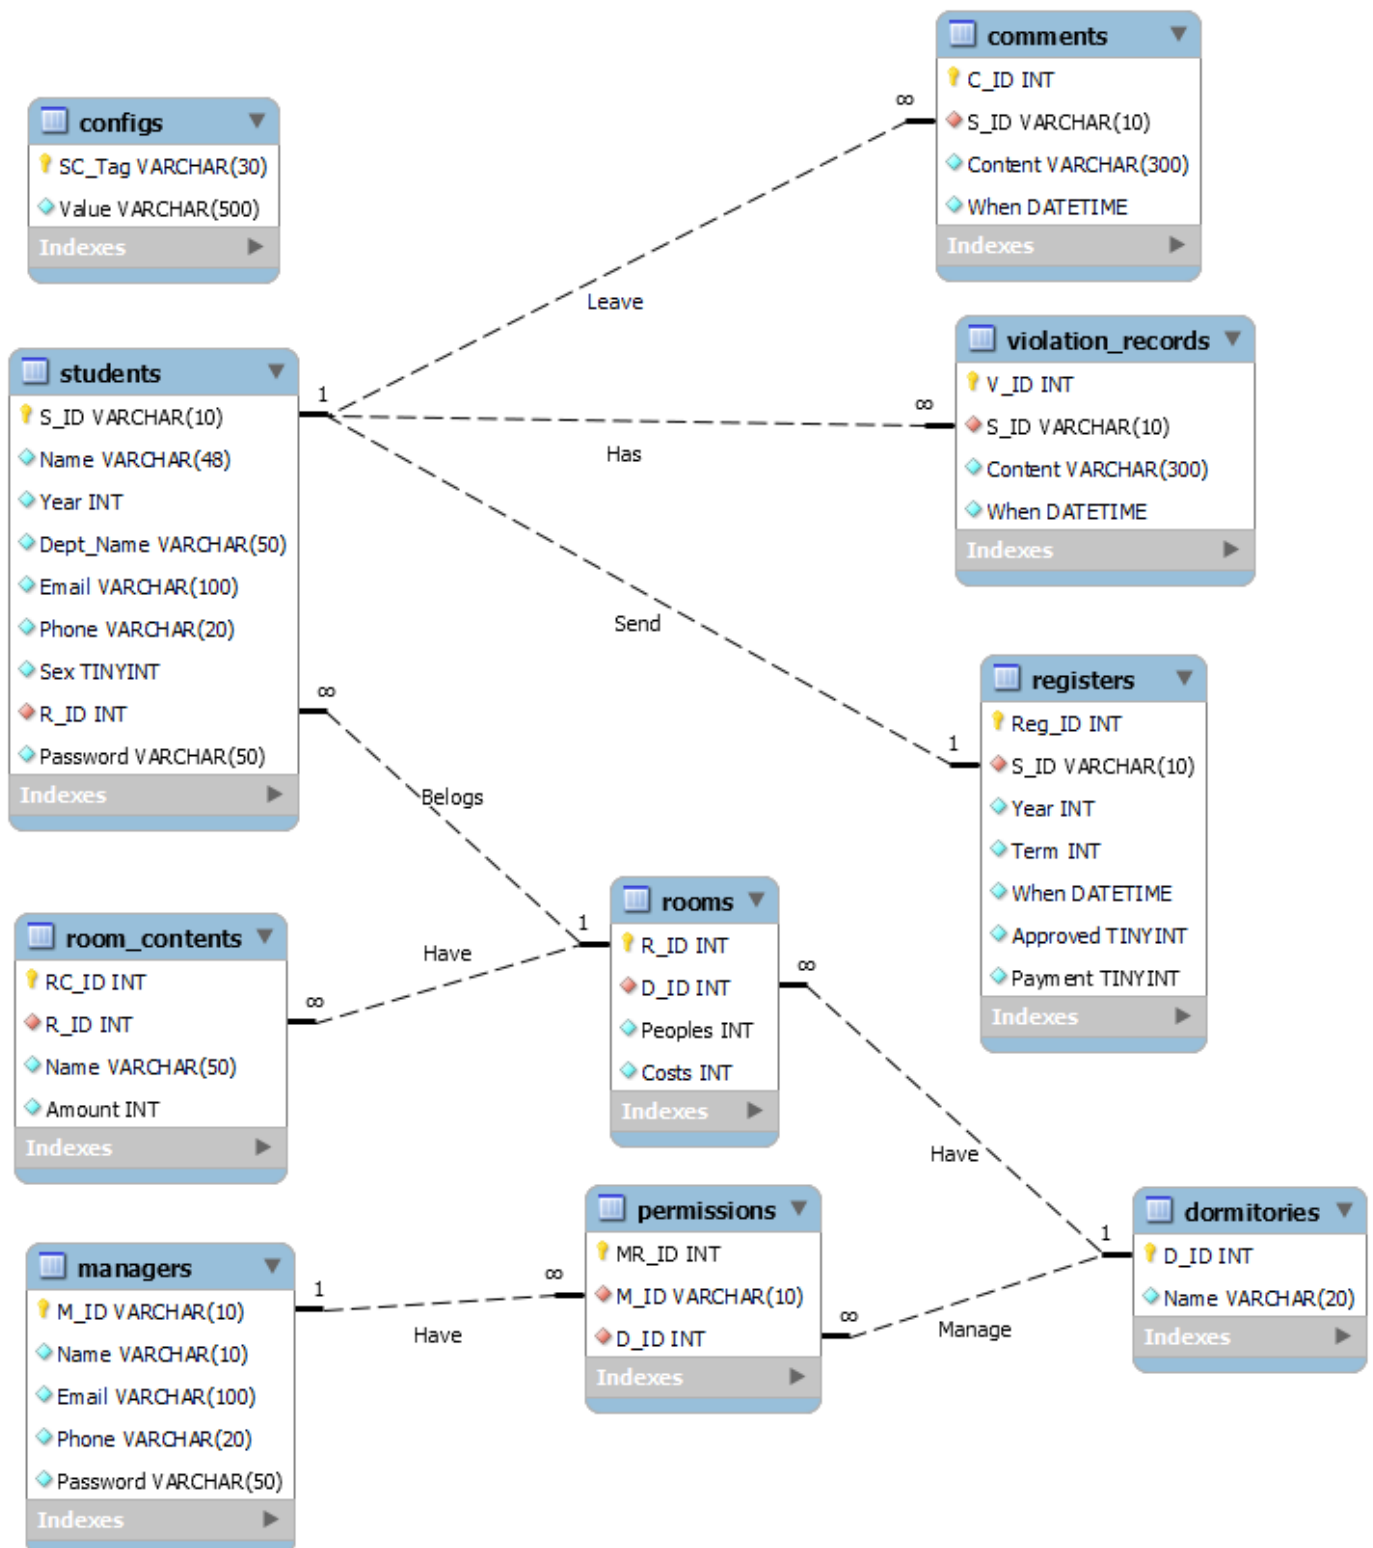 comments
C_ID INT
S_ID VARCHAR(10)
Content VARCHAR(300)
When DATETIME
Indexes
configs
SC_Tag VARCHAR(30)
Value VARCHAR(500)
Indexes
∞
Leave
students
S_ID VARCHAR(10)
Name VARCHAR(48)
Year INT
Dept_Name VARCHAR(50)
Email VARCHAR(100)
Phone VARCHAR(20)
Sex TINYINT
R_ID INT
Password VARCHAR(50)
Indexes
1
∞
Has
violation_records
V_ID INT
S_ID VARCHAR(10)
Content VARCHAR(300)
When DATETIME
Indexes
Send
1
registers
Reg_ID INT
S_ID VARCHAR(10)
Year INT
Term INT
When DATETIME
Approved TINYINT
Payment TINYINT
Indexes
∞
Belogs
1
rooms
R_ID INT
D_ID INT
Peoples INT
Costs INT
Indexes
room_contents
RC_ID INT
R_ID INT
Name VARCHAR(50)
Amount INT
Indexes
Have
∞
∞
Have
1
permissions
MR_ID INT
M_ID VARCHAR(10)
D_ID INT
Indexes
dormitories
D_ID INT
Name VARCHAR(20)
Indexes
managers
M_ID VARCHAR(10)
Name VARCHAR(10)
Email VARCHAR(100)
Phone VARCHAR(20)
Password VARCHAR(50)
Indexes
1
∞
Have
∞
Manage